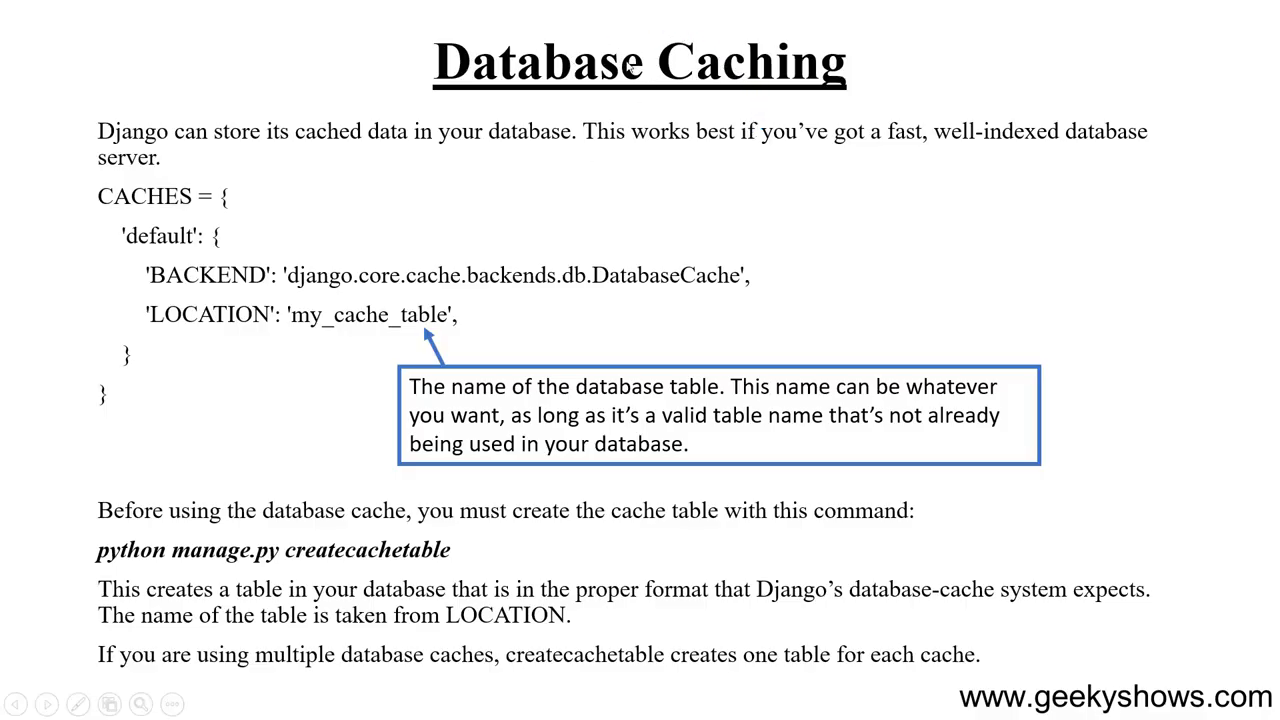 Database Caching
Django can store its cached data in your database. This works best if you’ve got a fast, well-indexed database
server.
CACHES = {
'default': {
'BACKEND': 'django.core.cache.backends.db.DatabaseCache',
'LOCATION': 'my_cache_table',
}
}
The name of the database table. This name can be whatever
you want, as long as it’s a valid table name that’s not already
being used in your database.
Before using the database cache, you must create the cache table with this command:
python manage.py createcachetable
This creates a table in your database that is in the proper format that Django’s database-cache system expects.
The name of the table is taken from LOCATION.
If you are using multiple database caches, createcachetable creates one table for each cache.
www.geekyshows.com